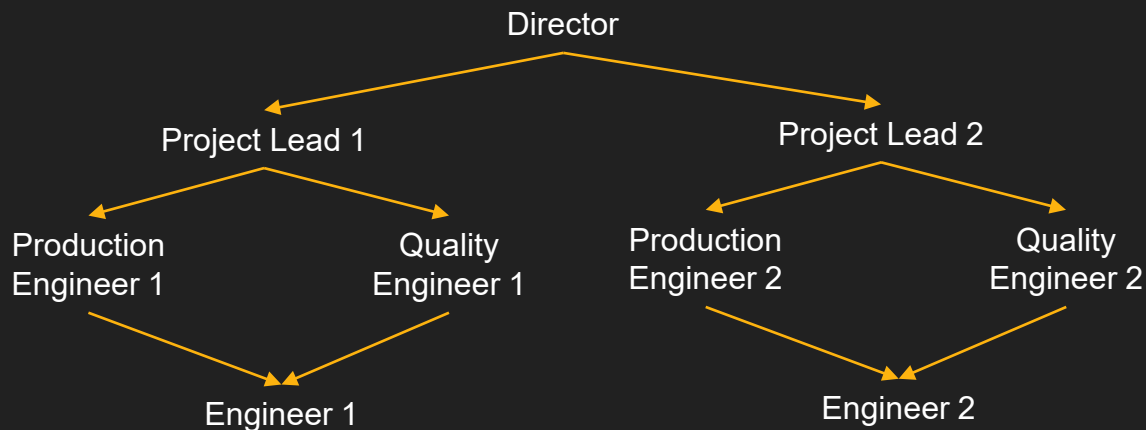 Director
Project Lead 1
Project Lead 2
Production
Engineer 1
Quality
Engineer 1
Production
Engineer 2
Quality
Engineer 2
Engineer 1
Engineer 2